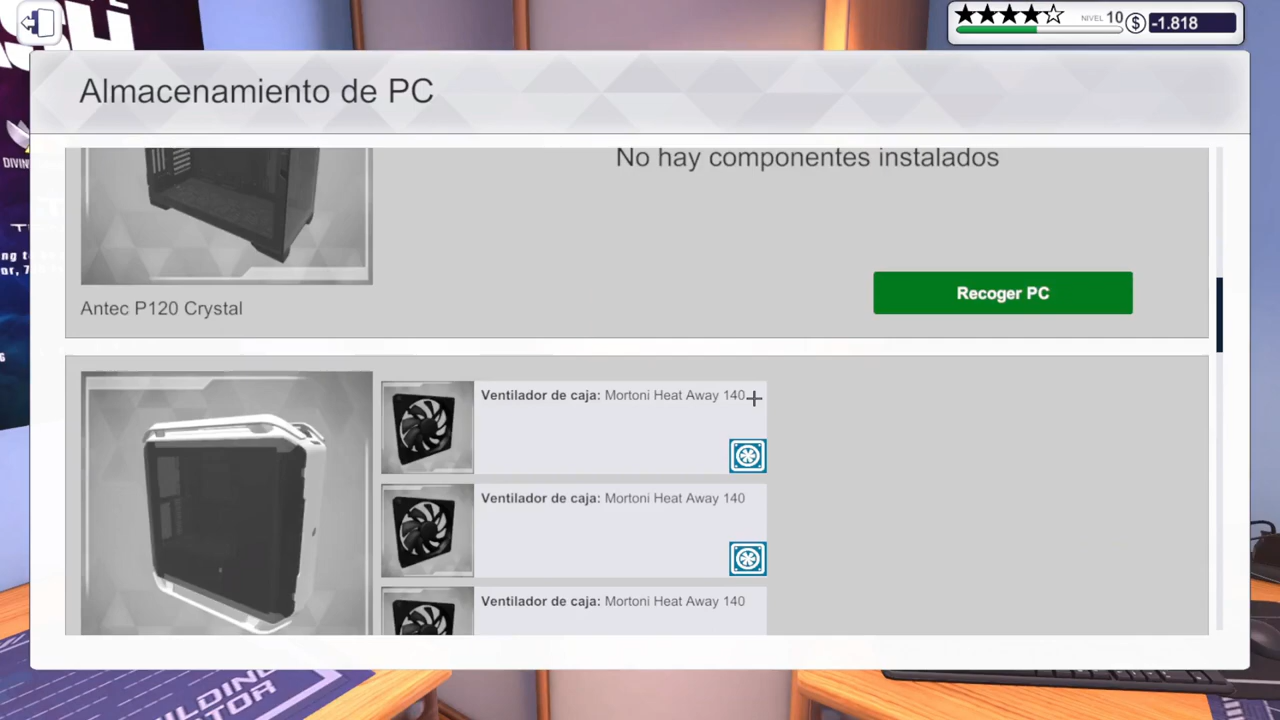 NIVEL 10
$ -1.818
Almacenamiento de PC
No hay componentes instalados
Recoger PC
Antec P120 Crystal
Ventilador de caja: Mortoni Heat Away 140
Ventilador de caja: Mortoni Heat Away 140
Ventilador de caja: Mortoni Heat Away 140